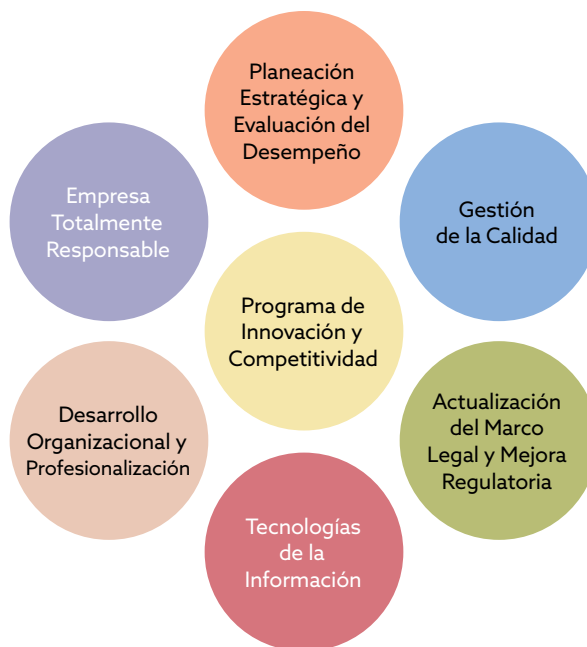 Planeación
Estratégica y
Evaluación del
Desempeño
Empresa
Totalmente
Responsable
Gestión
de la Calidad
Programa de
Innovación y
Competitividad
Desarrollo
Organizacional y
Profesionalización
Actualización
del Marco
Legal y Mejora
Regulatoria
Tecnologías
de la
Información